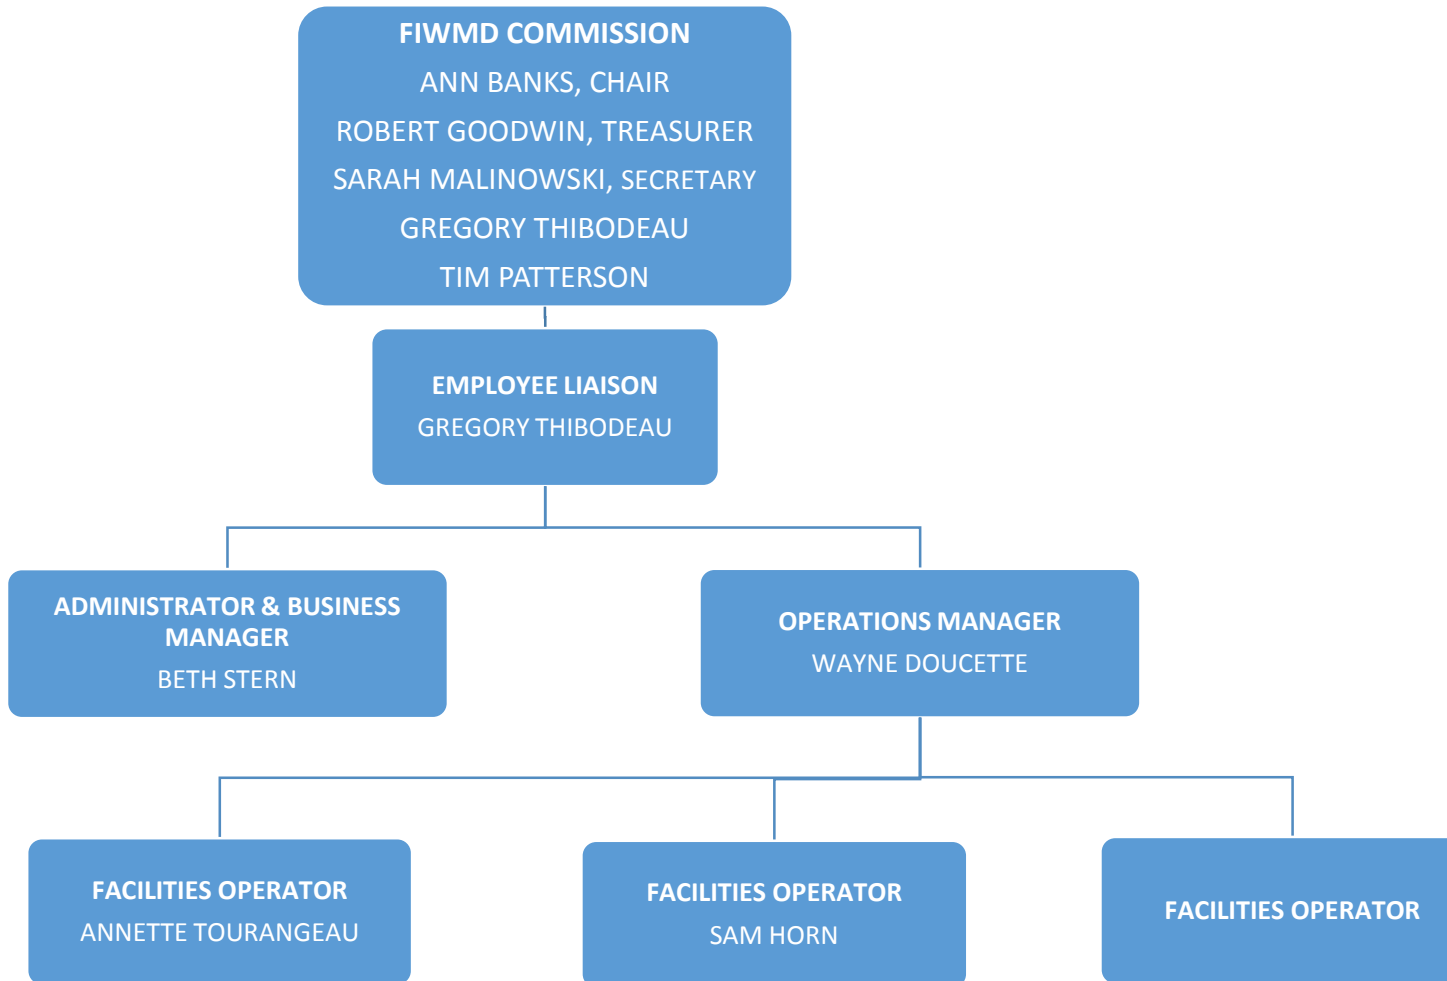 FIWMD COMMISSION
ANN BANKS, CHAIR
ROBERT GOODWIN, TREASURER
SARAH MALINOWSKI, SECRETARY
GREGORY THIBODEAU
TIM PATTERSON
EMPLOYEE LIAISON
GREGORY THIBODEAU
ADMINISTRATOR & BUSINESS
MANAGER
BETH STERN
OPERATIONS MANAGER
WAYNE DOUCETTE
FACILITIES OPERATOR
ANNETTE TOURANGEAU
FACILITIES OPERATOR
SAM HORN
FACILITIES OPERATOR